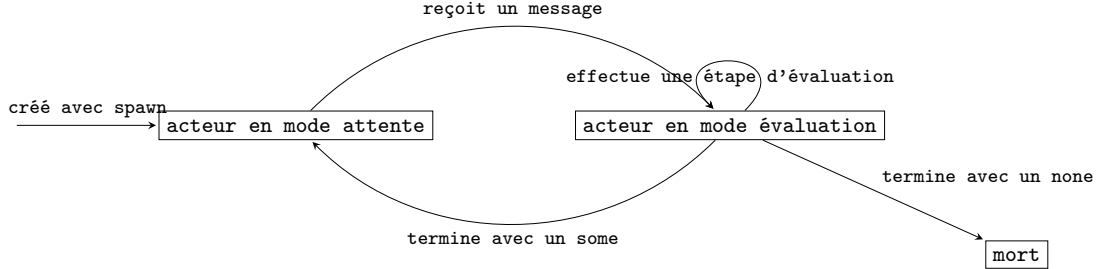 reçoit un message
effectue une étape d'évaluation
créé avec spawn
acteur en mode attente
acteur en mode évaluation
termine avec un none
termine avec un some
mort